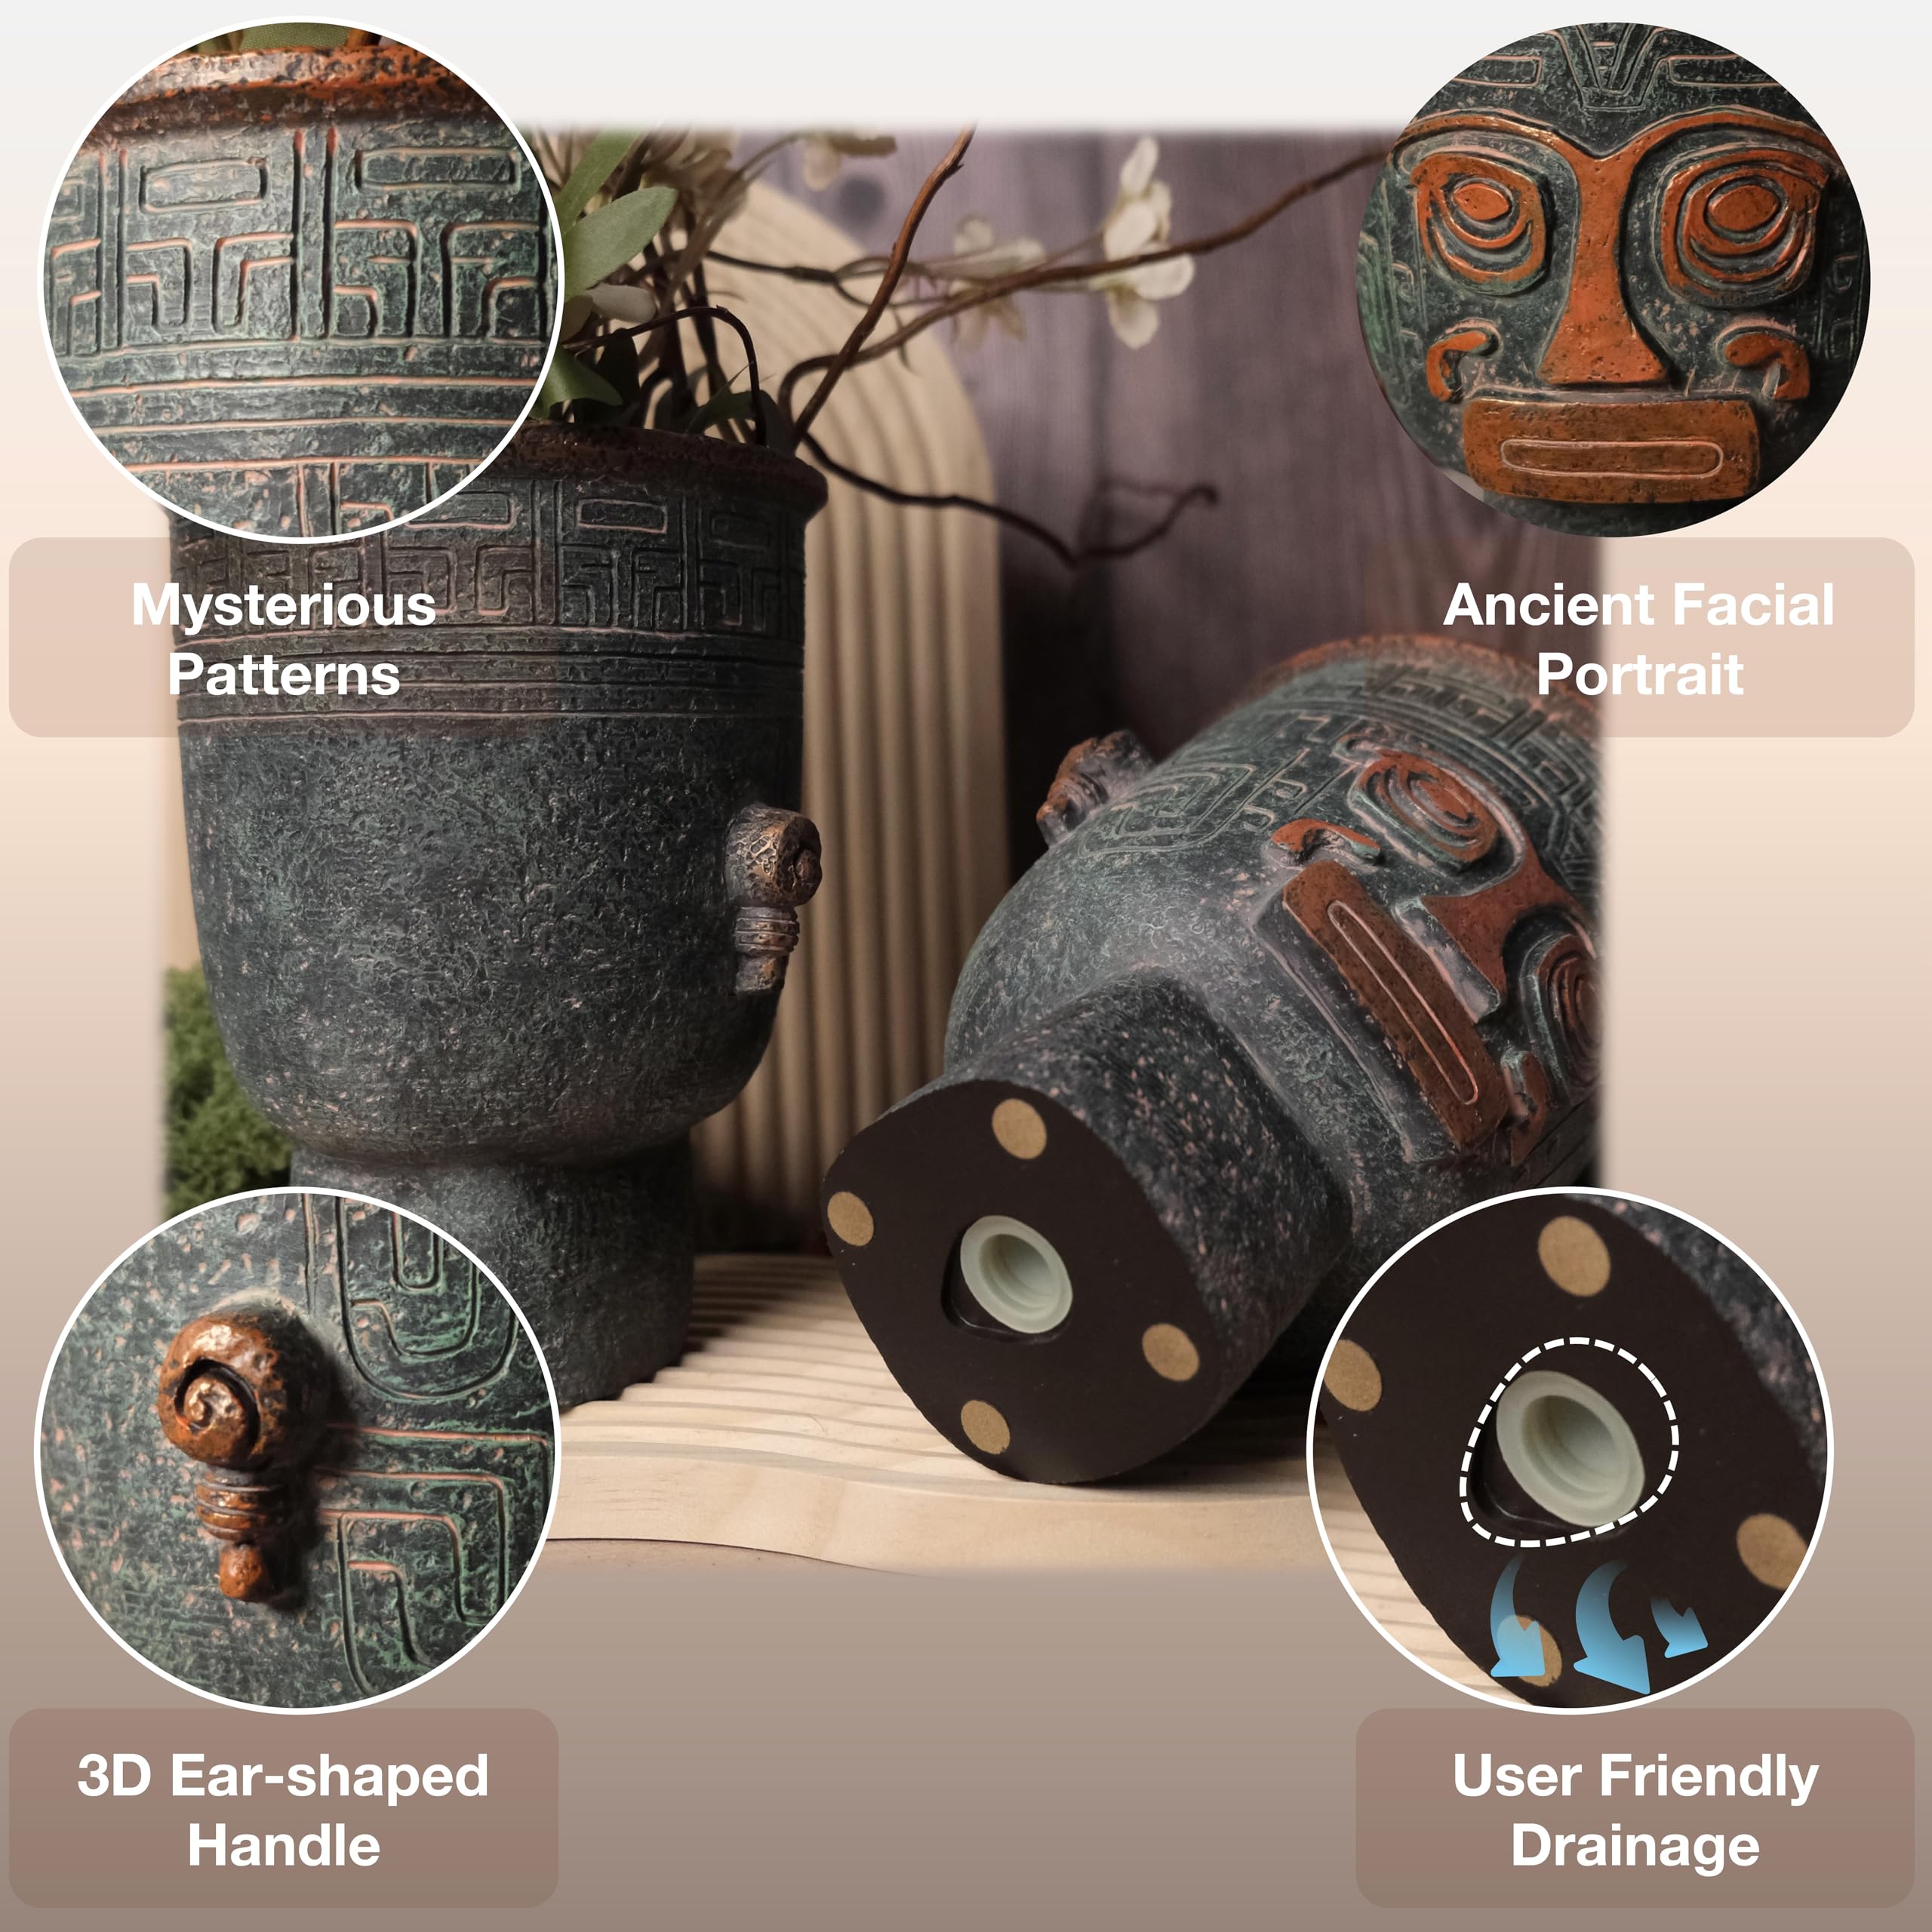 Mysterious
Patterns
Ancient Facial
Portrait
3D Ear-shaped
Handle
User Friendly
Drainage